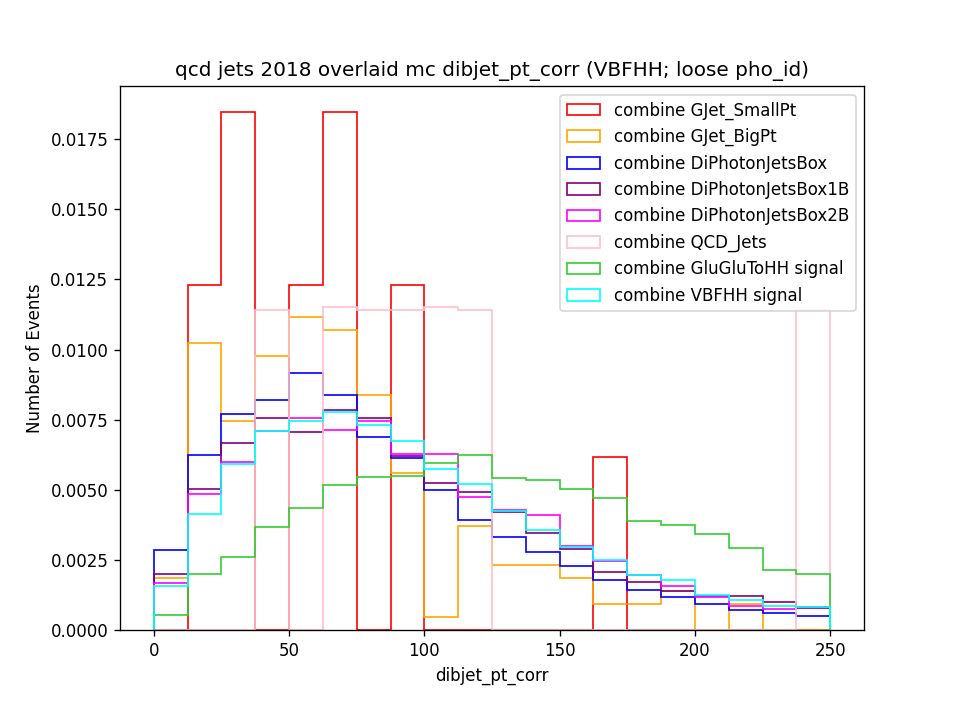 qcd jets 2018 overlaid mc dibjet_pt_corr (VBFHH; loose pho_id)
combine GJet_SmallPt
combine GJet_BigPt
combine DiPhotonJetsBox
combine DiPhotonJetsBox1B
combine DiPhotonJetsBox2B
combine QCD_Jets
combine GluGluToHH signal
combine VBFHH signal
Number of Events
0.0175
0.0150
0.0125
0.0100
0.0075
0.0050
0.0025
0.0000
0 50 100 150 200 250
dibjet_pt_corr